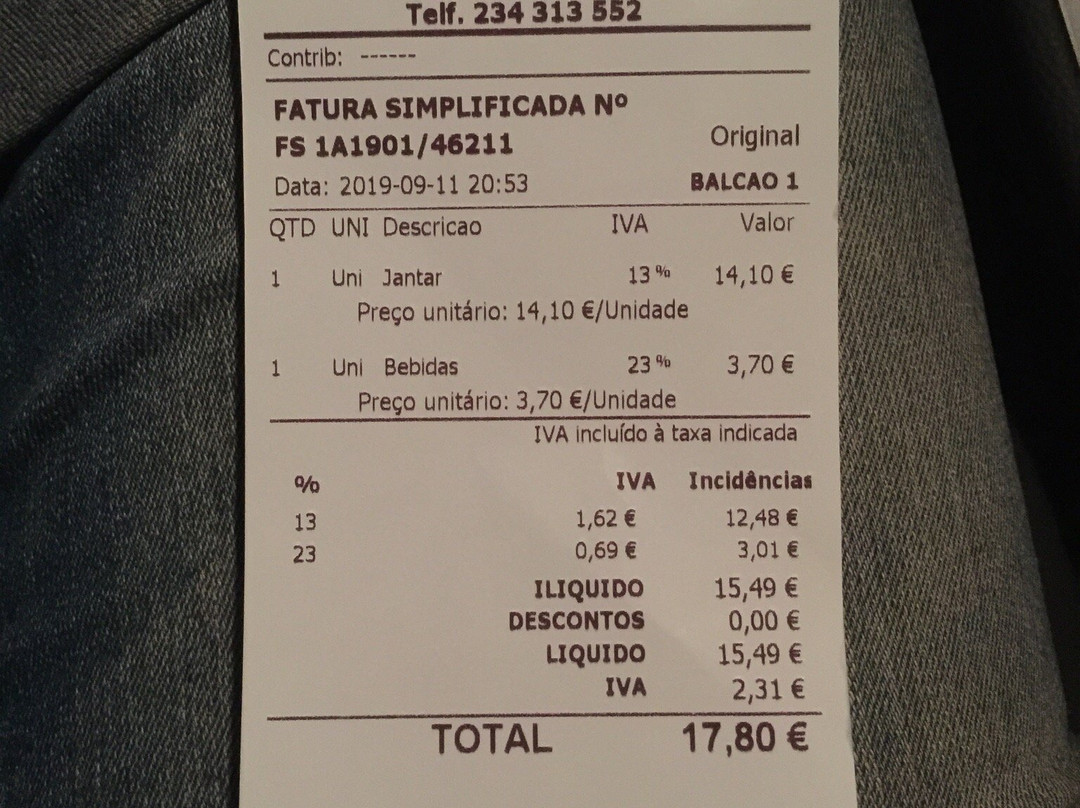 Telf. 234 313 552
Contrib: ------
FATURA SIMPLIFICADA Nº
FS 1A1901/46211 Original
Data: 2019-09-11 20:53 BALCAO 1
QTD UNI Descricao IVA Valor
1 Uni Jantar 13% 14,10 €
Preço unitário: 14,10 €/Unidade
1 Uni Bebidas 23% 3,70 €
Preço unitário: 3,70 €/Unidade
IVA incluído à taxa indicada
% IVA Incidências
13 1,62 € 12,48 €
23 0,69 € 3,01 €
ILIQUIDO 15,49 €
DESCONTOS 0,00 €
LIQUIDO 15,49 €
IVA 2,31 €
TOTAL 17,80 €